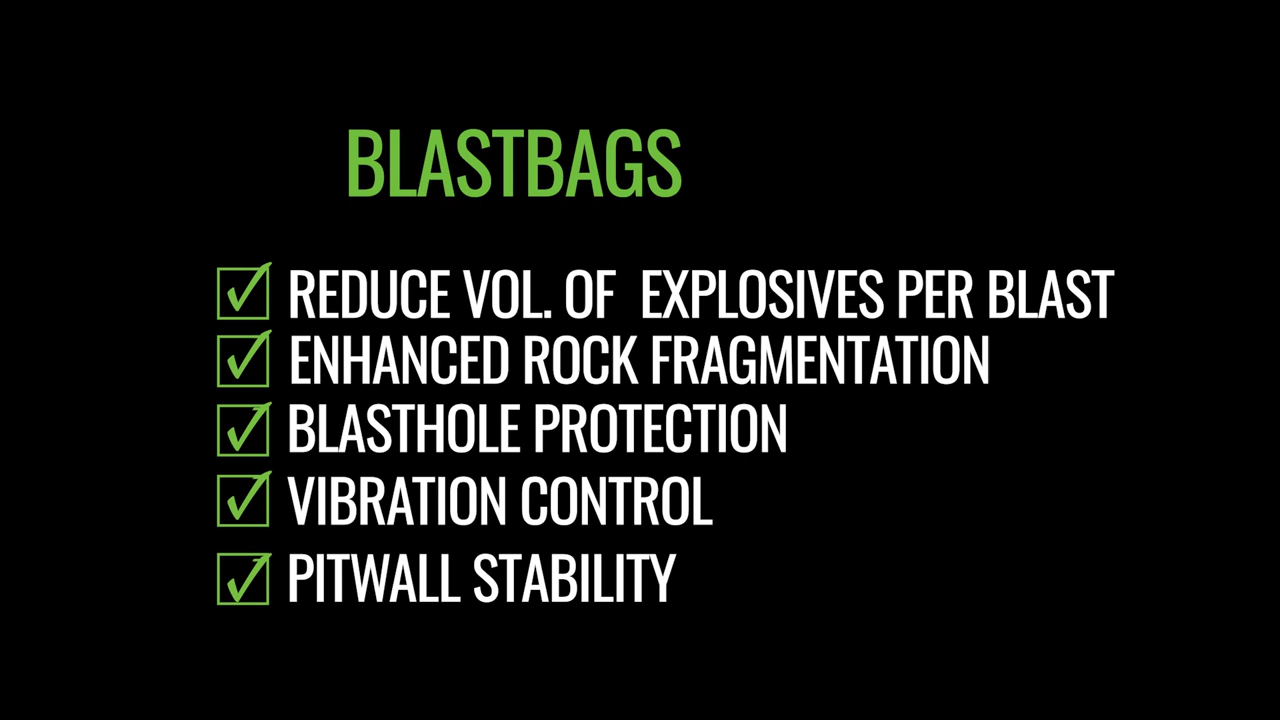 BLASTBAGS
REDUCE VOL. OF  EXPLOSIVES PER BLAST
ENHANCED ROCK FRAGMENTATION
BLASTHOLE PROTECTION
VIBRATION CONTROL
PITWALL STABILITY